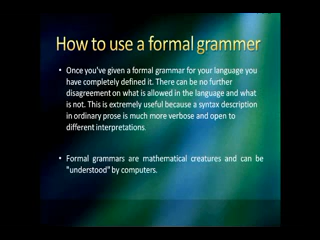 How to use a formal grammer
• Once you've given a formal grammar for your language you
have completely defined it. There can be no further
disagreement on what is allowed in the language and what
is not. This is extremely useful because a syntax description
in ordinary prose is much more verbose and open to
different interpretations.
• Formal grammars are mathematical creatures and can be
"understood" by computers.